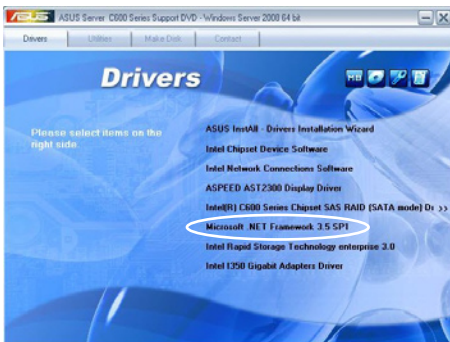 ASUS ASUS Server C600 Series Support DVD - Windows Server 2008 64 bit
Drivers Utilities Make Disk Contact
Drivers
Please select items on the
right side.
ASUS InstAll - Drivers Installation Wizard
Intel Chipset Device Software
Intel Network Connections Software
ASPEED AST2300 Display Driver
Intel(R) C600 Series Chipset SAS RAID (SATA mode) Dr >>
Microsoft .NET Framework 3.5 SP1
Intel Rapid Storage Technology enterprise 3.0
Intel I350 Gigabit Adapters Driver